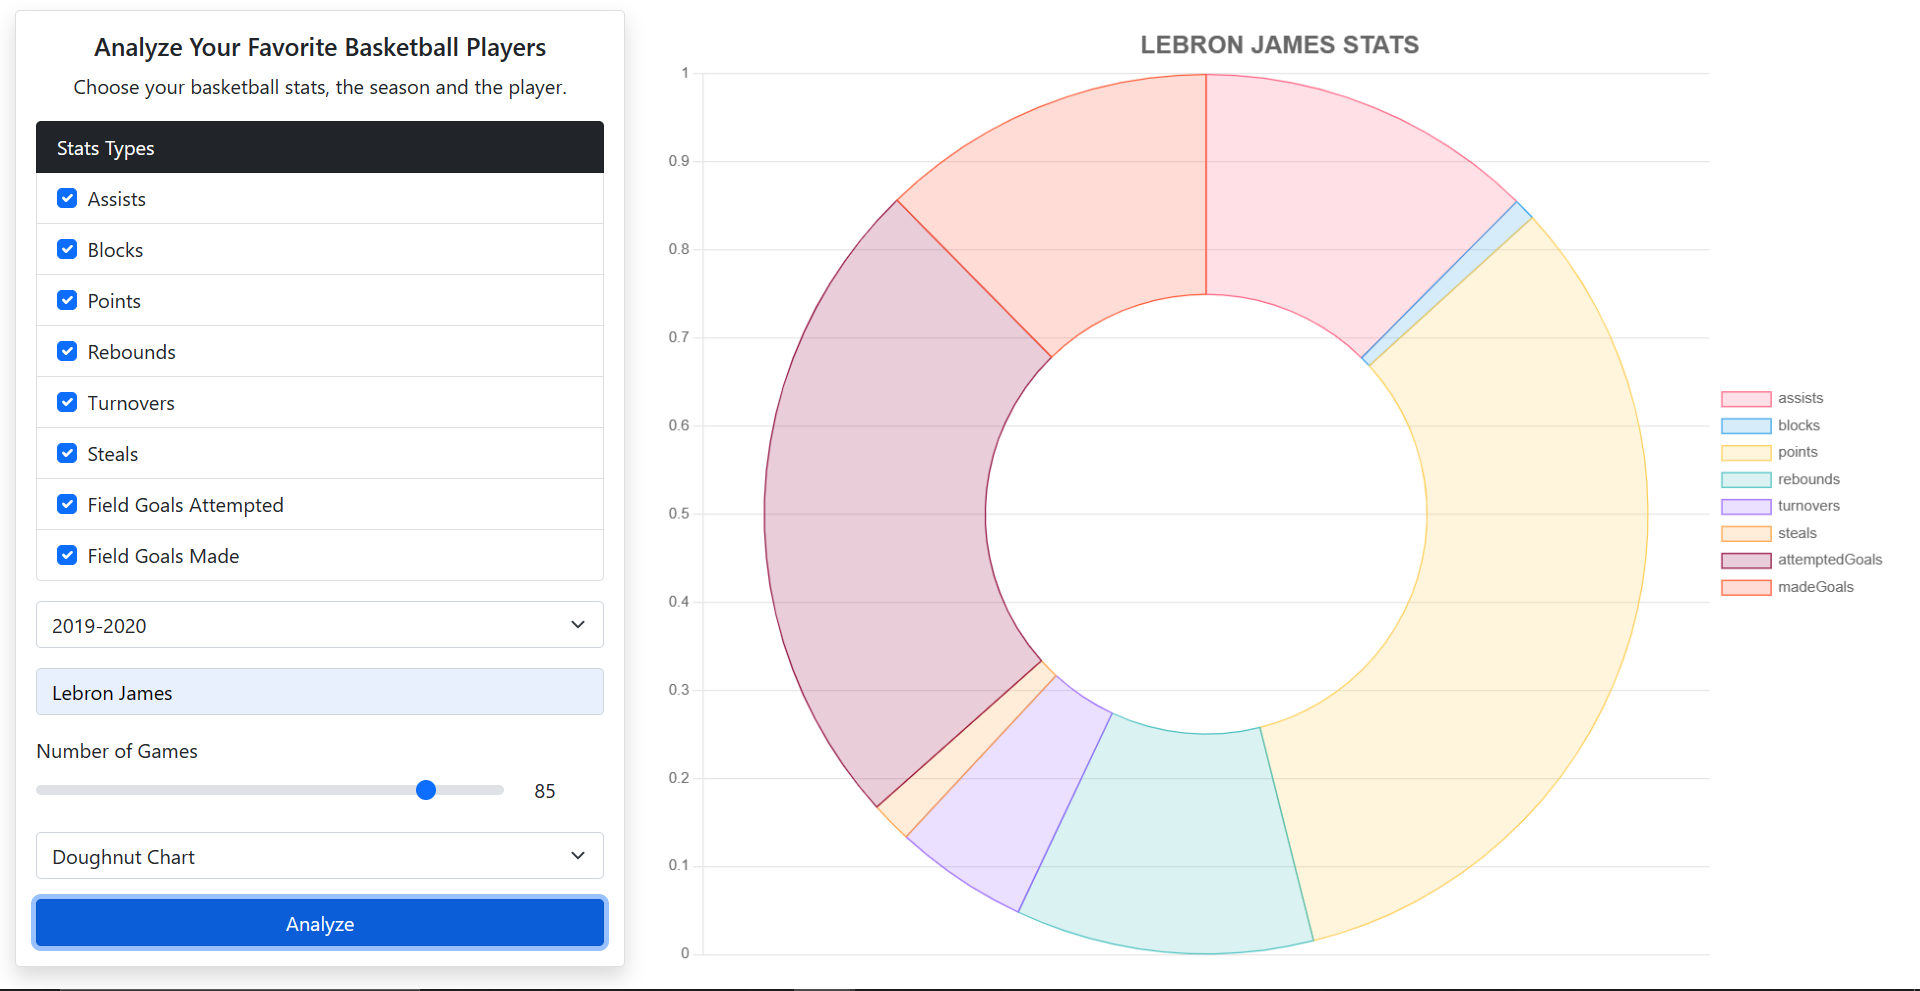 Analyze Your Favorite Basketball Players
Choose your basketball stats, the season and the player.
Stats Types
Assists
Blocks
Points
Rebounds
Turnovers
Steals
Field Goals Attempted
Field Goals Made
2019-2020
Lebron James
Number of Games
85
Doughnut Chart
Analyze
LEBRON JAMES STATS
1
0.9
0.8
0.7
0.6
0.5
0.4
0.3
0.2
0.1
0
assists
blocks
points
rebounds
turnovers
steals
attemptedGoals
madeGoals